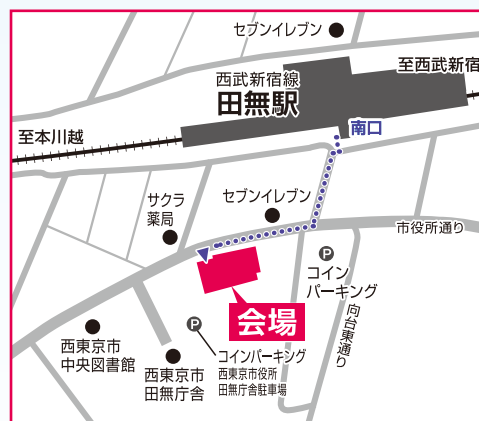 セブンイレブン
西武新宿線
田無駅
至西武新宿
至本川越
南口
サクラ
薬局
セブンイレブン
市役所通り
P
コイン
パーキング
向台東通り
会場
P
コインパーキング
西東京市役所
田無庁舎駐車場
西東京市
中央図書館
西東京市
田無庁舎